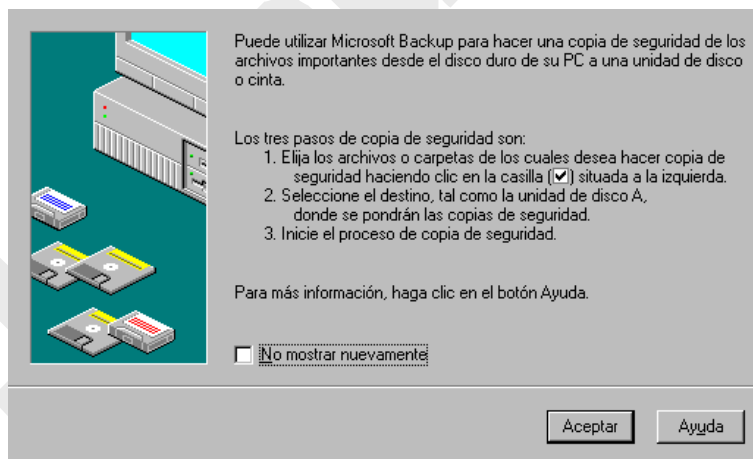 Puede utilizar Microsoft Backup para hacer una copia de seguridad de los
archivos importantes desde el disco duro de su PC a una unidad de disco
o cinta.
Los tres pasos de copia de seguridad son:
1. Elija los archivos o carpetas de los cuales desea hacer copia de
seguridad haciendo clic en la casilla (☑) situada a la izquierda.
2. Seleccione el destino, tal como la unidad de disco A,
donde se pondrán las copias de seguridad.
3. Inicie el proceso de copia de seguridad.
Para más información, haga clic en el botón Ayuda.
No mostrar nuevamente
Aceptar
Ayuda